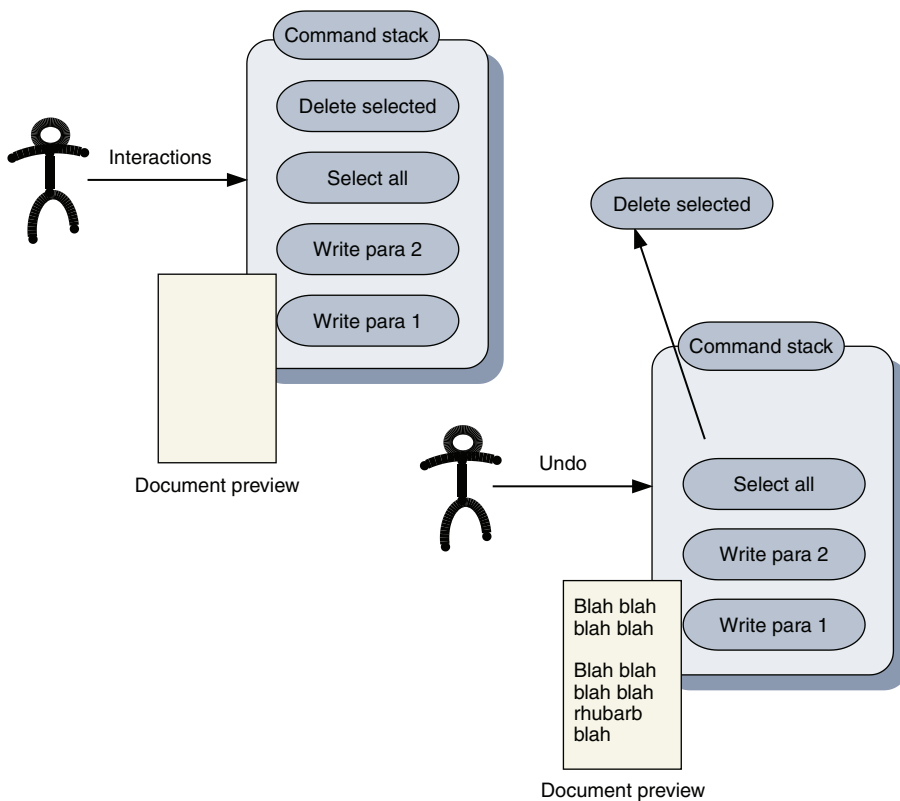 Command stack
Delete selected
Interactions
Select all
Write para 2
Write para 1
Document preview
Delete selected
Command stack
Undo
Select all
Write para 2
Write para 1
Blah blah
blah blah
Blah blah
blah blah
rhubarb
blah
Document preview